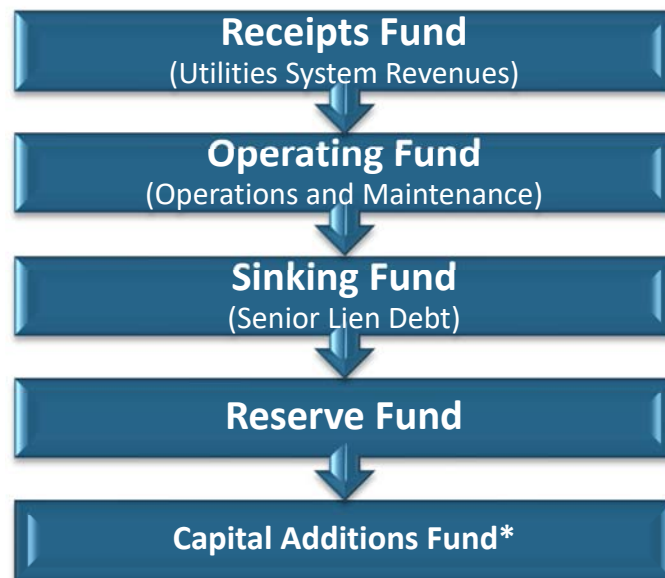 Receipts Fund
(Utilities System Revenues)
Operating Fund
(Operations and Maintenance)
Sinking Fund
(Senior Lien Debt)
Reserve Fund
Capital Additions Fund*